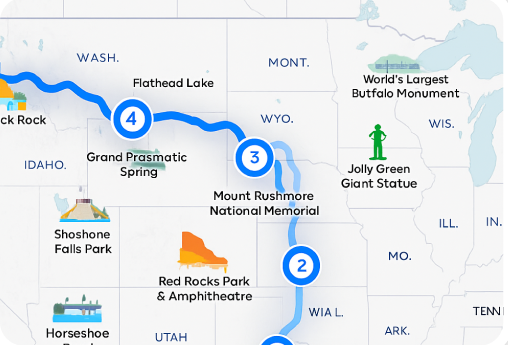 WASH.
MONT.
Flathead Lake
World's Largest
Butfalo Monument
4
ck Rock
WYO.
WIS.
3
Grand Prasmatic
Spring
IDAHO.
Jolly Green
Giant Statue
Mount Rushmore
National Memorial
Shoshone
Falls Park
ILL.
IN.
MO.
2
Red Rocks Park
& Amphitheatre
WIA L.
TENN
Horseshoe
UTAH
ARK.